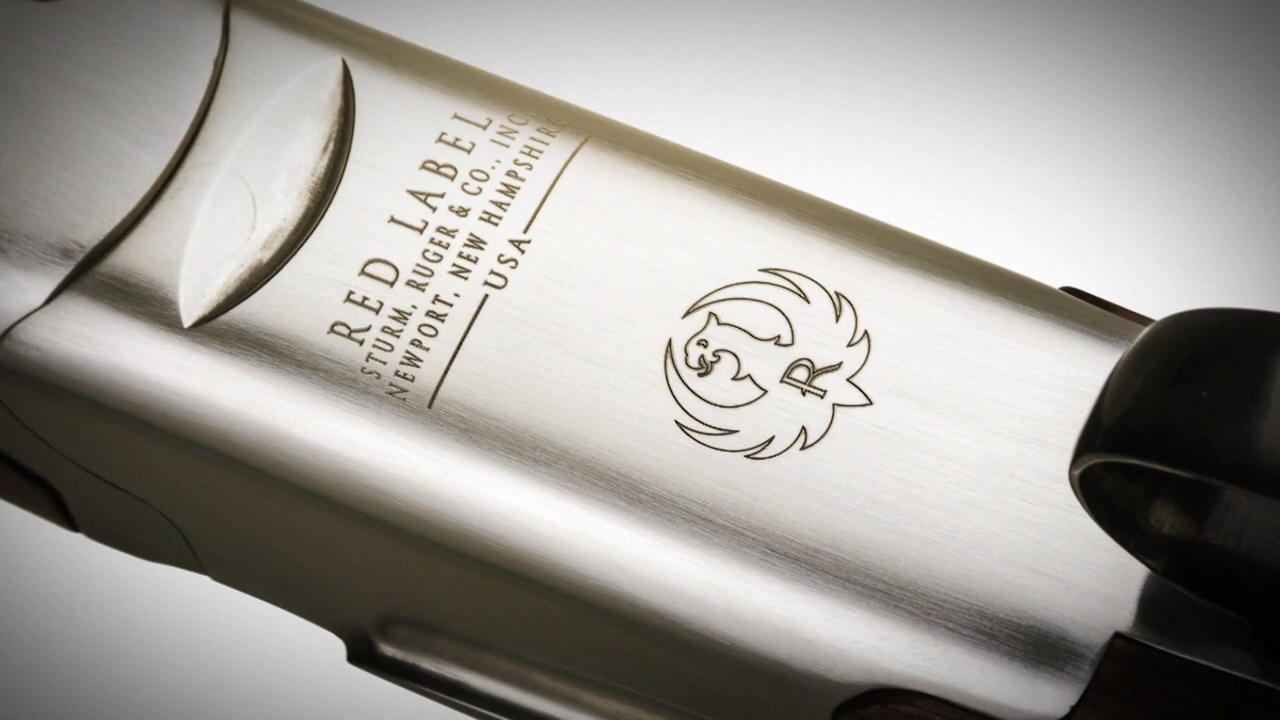 RED LABEL
STURM, RUGER & CO., INC.
NEWPORT, NEW HAMPSHIRE
USA
R